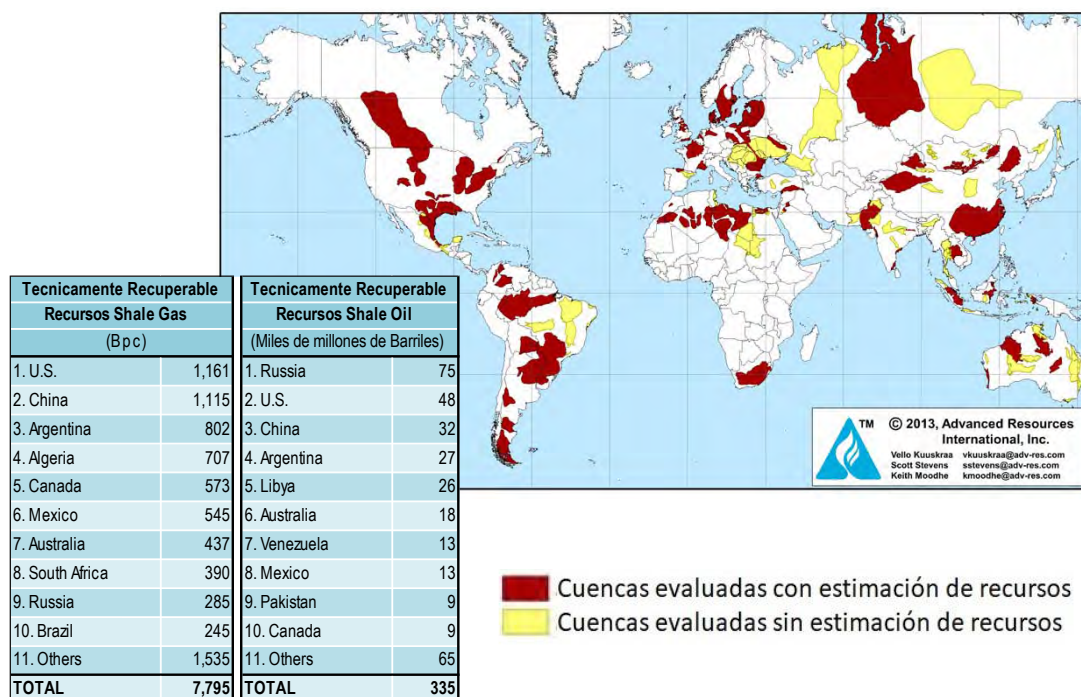 Tecnicamente Recuperable
Recursos Shale Gas
(Bpc)
1. U.S. 1,161
2. China 1,115
3. Argentina 802
4. Algeria 707
5. Canada 573
6. Mexico 545
7. Australia 437
8. South Africa 390
9. Russia 285
10. Brazil 245
11. Others 1,535
TOTAL 7,795
Tecnicamente Recuperable
Recursos Shale Oil
(Miles de millones de Barriles)
1. Russia 75
2. U.S. 48
3. China 32
4. Argentina 27
5. Libya 26
6. Australia 18
7. Venezuela 13
8. Mexico 13
9. Pakistan 9
10. Canada 9
11. Others 65
TOTAL 335
TM
© 2013, Advanced Resources
International, Inc.
Vello Kuuskraa vkuuskraa@adv-res.com
Scott Stevens sstevens@adv-res.com
Keith Moodhe kmoodhe@adv-res.com
Cuencas evaluadas con estimación de recursos
Cuencas evaluadas sin estimación de recursos